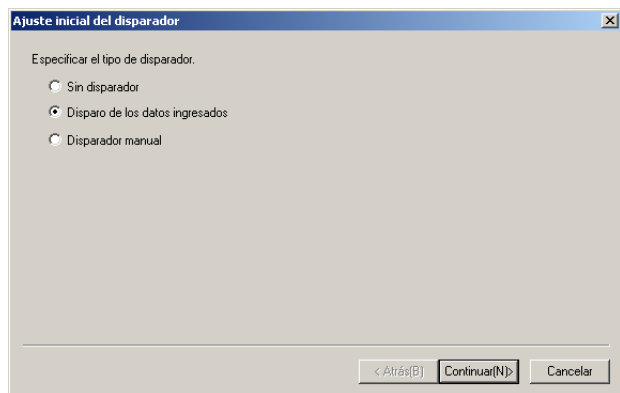 Ajuste inicial del disparador
Especificar el tipo de disparador.
Sin disparador
Disparo de los datos ingresados
Disparador manual
< Atrás(B) Continuar(N)> Cancelar